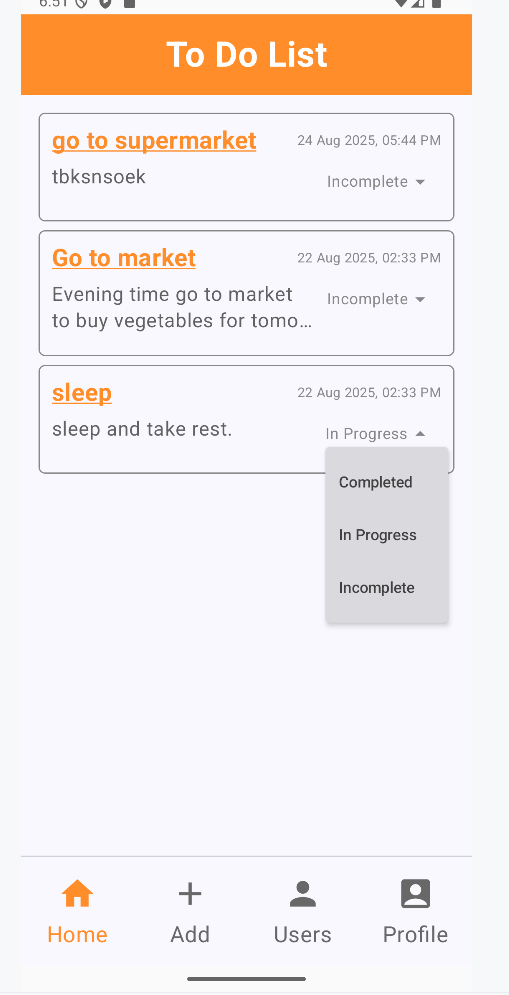 6:51
To Do List
go to supermarket
24 Aug 2025, 05:44 PM
tbksnsoek
Incomplete
Go to market
22 Aug 2025, 02:33 PM
Evening time go to market
to buy vegetables for tomo...
Incomplete
sleep
22 Aug 2025, 02:33 PM
sleep and take rest.
In Progress
Completed
In Progress
Incomplete
Home
Add
Users
Profile